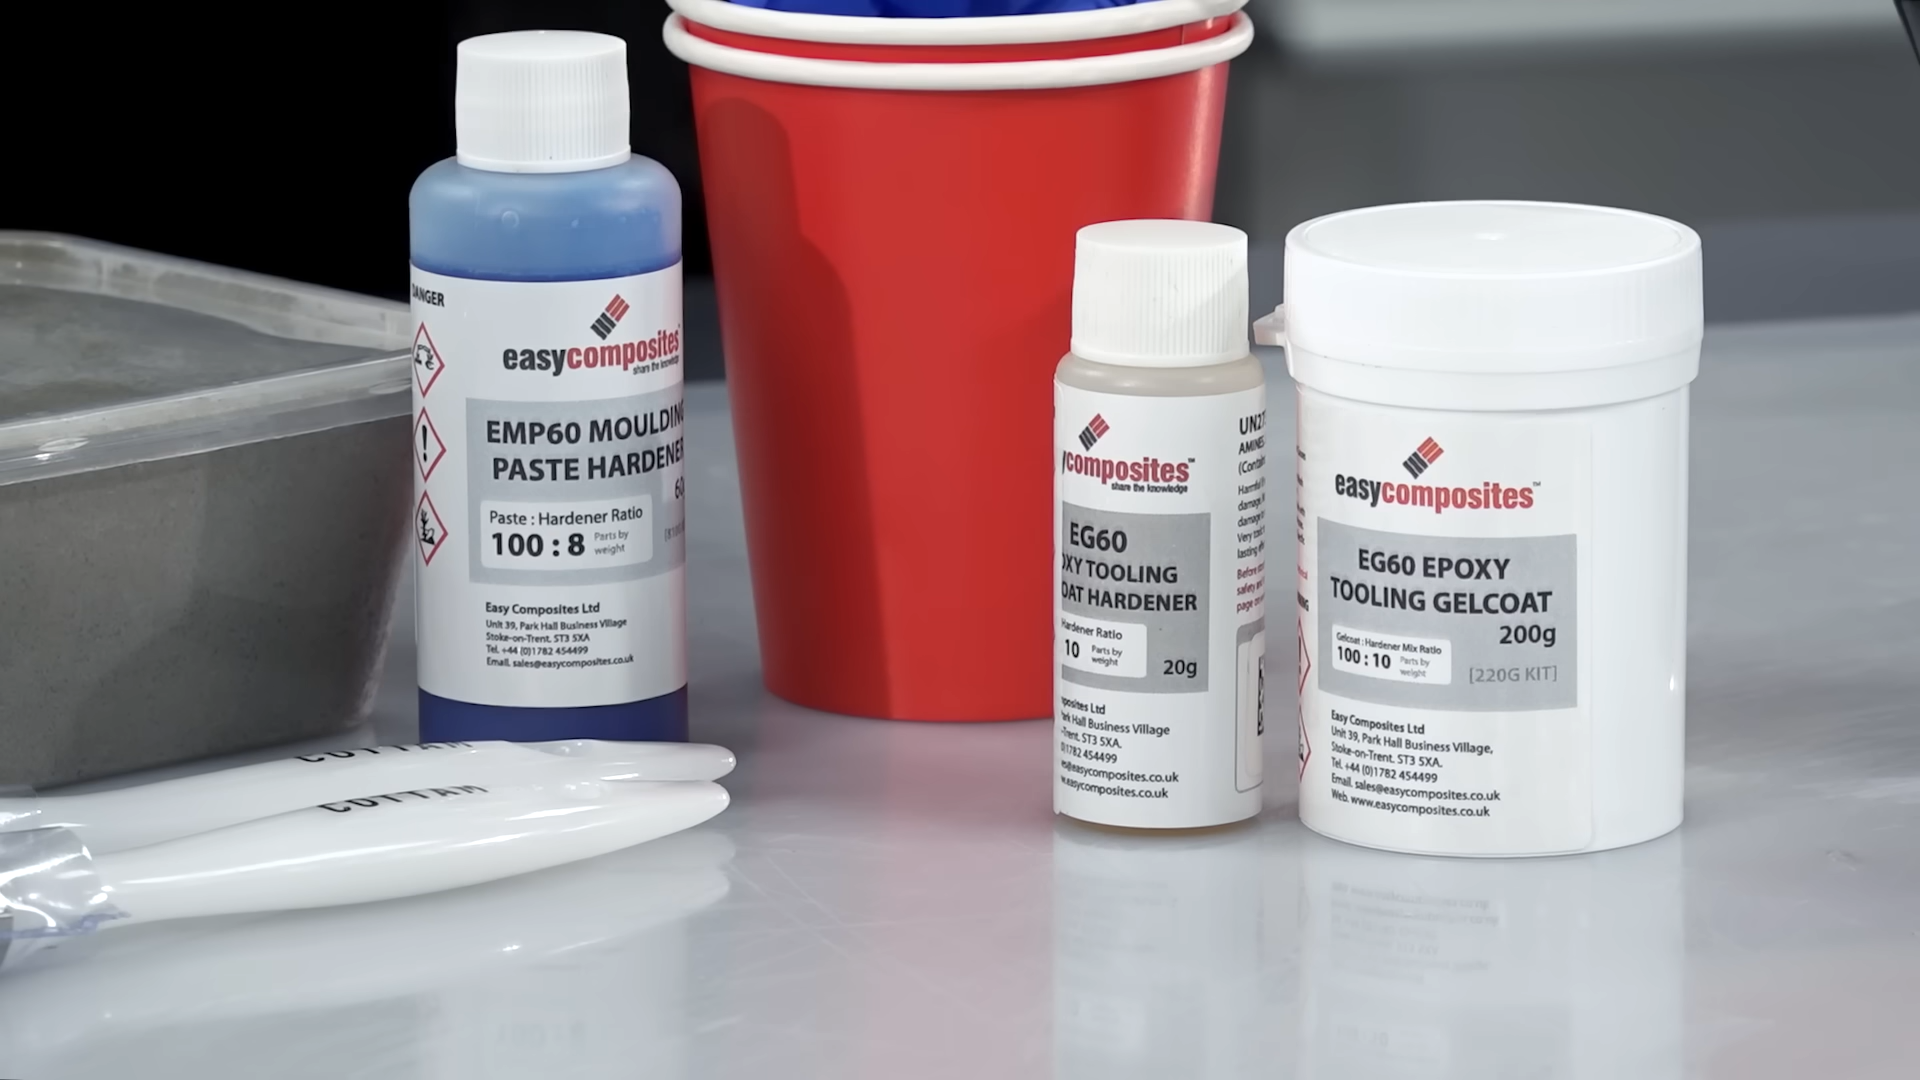 DANGER
easycomposites
share the knowledge
EMP60 MOULDING
PASTE HARDENER
Paste : Hardener Ratio
100 : 8 Parts by
weight
Easy Composites Ltd
Unit 39, Park Hall Business Village
Stoke-on-Trent. ST3 5XA
Tel. +44 (0)1782 454499
Email. sales@easycomposites.co.uk
COTTAM
COTTAM
ycomposites™
share the knowledge
EG60
OXY TOOLING
OAT HARDENER
Hardener Ratio
10 Parts by
weight
20g
Composites Ltd
Park Hall Business Village
Trent. ST3 5XA.
1782 454499
easycomposites.co.uk
easycomposites.co.uk
AMINES
easycomposites™
EG60 EPOXY
TOOLING GELCOAT
200g
Gelcoat : Hardener Mix Ratio
100 : 10 Parts by
weight
[220G KIT]
Easy Composites Ltd
Unit 39, Park Hall Business Village,
Stoke-on-Trent. ST3 5XA.
Tel. +44 (0)1782 454499
Email. sales@easycomposites.co.uk
Web. www.easycomposites.co.uk